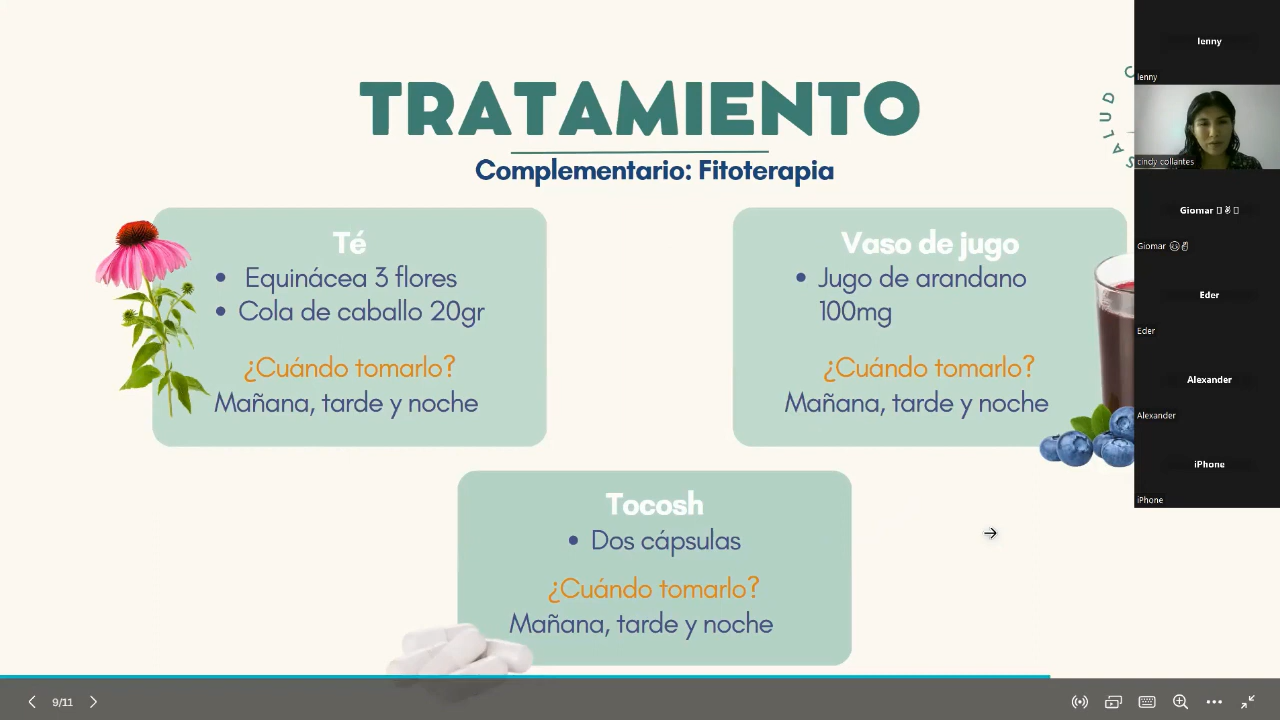 TRATAMIENTO
Complementario: Fitoterapia
SALUD C
Té
• Equinácea 3 flores
• Cola de caballo 20gr
¿Cuándo tomarlo?
Mañana, tarde y noche
Vaso de jugo
• Jugo de arandano
100mg
¿Cuándo tomarlo?
Mañana, tarde y noche
Tocosh
• Dos cápsulas
¿Cuándo tomarlo?
Mañana, tarde y noche
lenny
lenny
cindy collantes
Giomar
Giomar
Eder
Eder
Alexander
Alexander
iPhone
iPhone
9/11